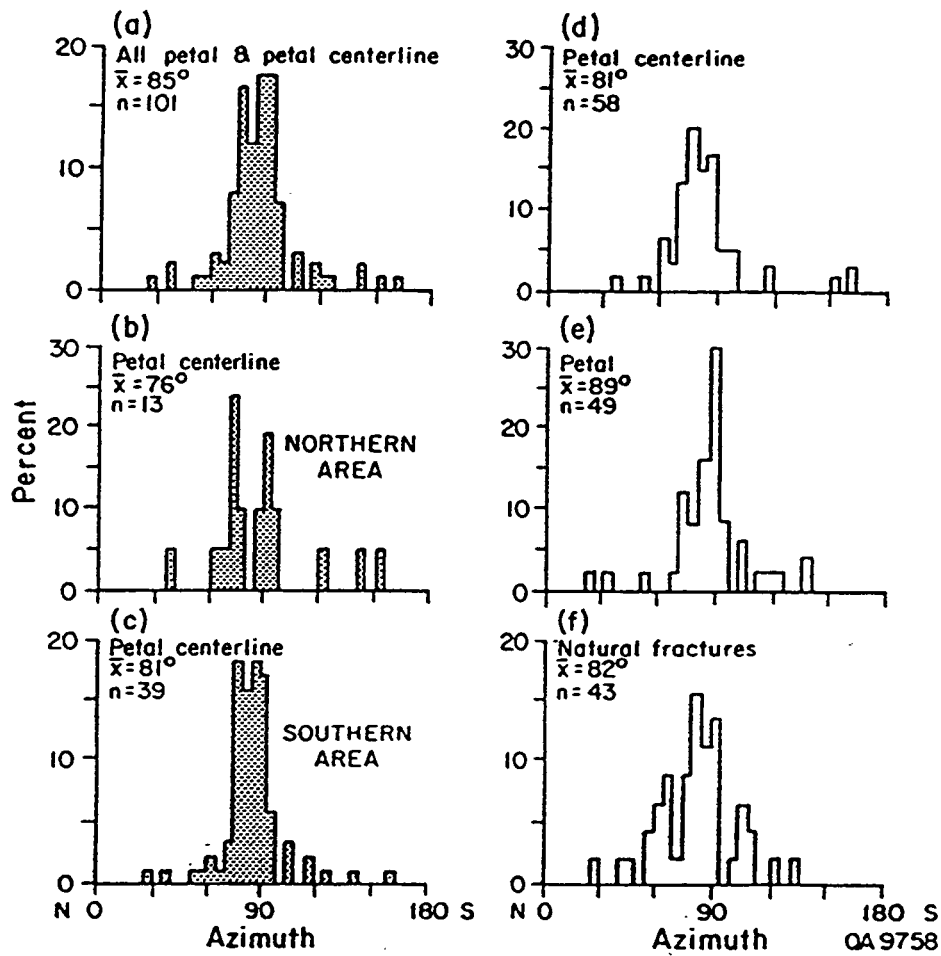 (a)
All petal & petal centerline
x̄=85°
n=101
20
10
0
(b)
Petal centerline
x̄=76°
n=13
NORTHERN
AREA
30
20
10
0
Percent
(c)
Petal centerline
x̄=81°
n=39
SOUTHERN
AREA
20
10
0
N 0 90 180 S
Azimuth
(d)
Petal centerline
x̄=81°
n=58
30
20
10
0
(e)
Petal
x̄=89°
n=49
30
20
10
0
(f)
Natural fractures
x̄=82°
n=43
20
10
0
N 0 90 180 S
Azimuth
QA9758